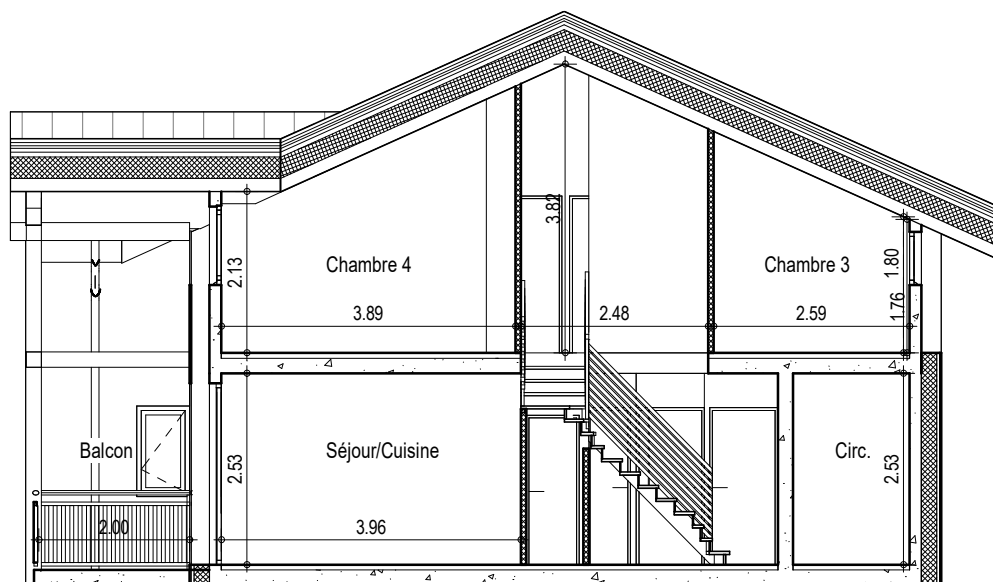 3.82
Chambre 4
Chambre 3
2.13
1.80
1.76
3.89
2.48
2.59
Balcon
Séjour/Cuisine
Circ.
2.53
2.53
2.00
3.96